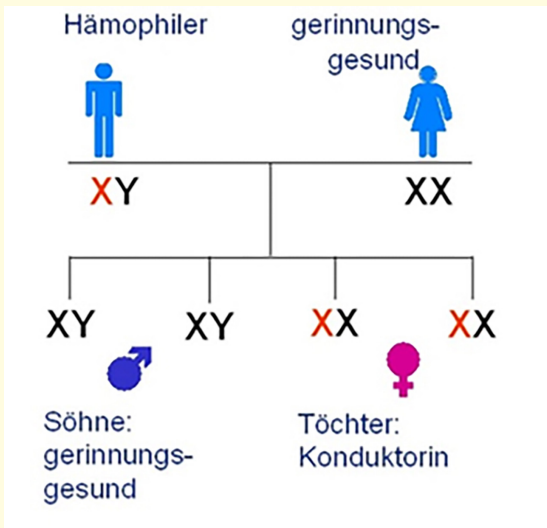 Hämophiler
gerinnungs-
gesund
XY
XX
XY
XY
XX
XX
Söhne:
gerinnungs-
gesund
Töchter:
Konduktorin